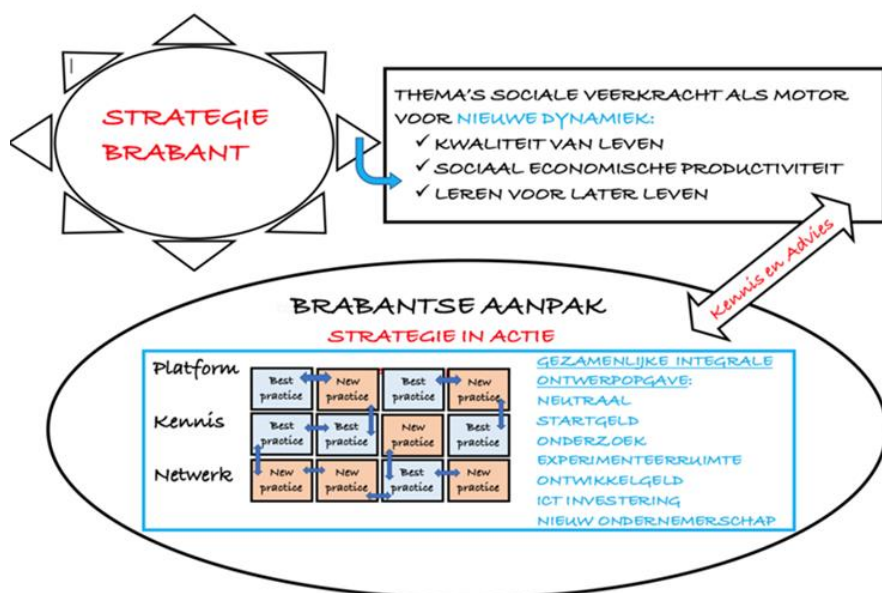 STRATEGIE
BRABANT
THEMA'S SOCIALE VEERKRACHT ALS MOTOR
VOOR NIEUWE DYNAMIEK:
✓ KWALITEIT VAN LEVEN
✓ SOCIAAL ECONOMISCHE PRODUCTIVITEIT
✓ LEREN VOOR LATER LEVEN
Kennis en Advies
BRABANTSE AANPAK
STRATEGIE IN ACTIE
Platform
Best practice
New practice
Best practice
New practice
Kennis
Best practice
Best practice
New practice
Best practice
Netwerk
New practice
New practice
Best practice
New practice
GEZAMENLIJKE INTEGRALE
ONTWERPOPGAVE:
NEUTRAAL
STARTGELD
ONDERZOEK
EXPERIMENTEERRUIMTE
ONTWIKKELGELD
ICT INVESTERING
NIEUW ONDERNEMERSCHAP